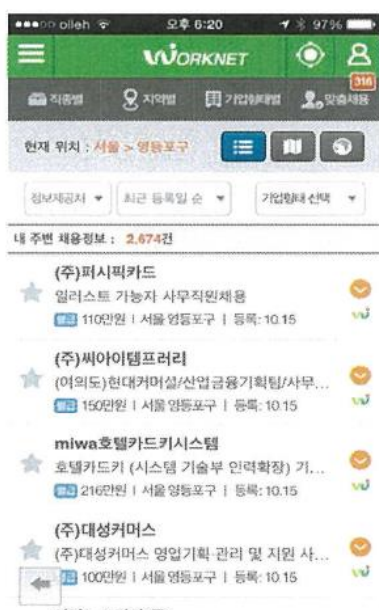 olleh 오후 6:20 97%
WORKNET
316
직종별 지역별 기업형태별 맞춤채용
현재 위치 : 서울 > 영등포구
정보제공처 최근 등록일 순 기업형태 선택
내 주변 채용정보 : 2,674건
(주)퍼시픽카드
일러스트 가능자 사무직원채용
월급 110만원 | 서울 영등포구 | 등록: 10.15
(주)씨아이템프러리
(여의도)현대커머셜/산업금융기획팀/사무...
월급 150만원 | 서울 영등포구 | 등록: 10.15
miwa호텔카드키시스템
호텔카드키 (시스템 기술부 인력확장) 기...
월급 216만원 | 서울 영등포구 | 등록: 10.15
(주)대성커머스
(주)대성커머스 영업기획 관리 및 지원 사...
월급 100만원 | 서울 영등포구 | 등록: 10.15